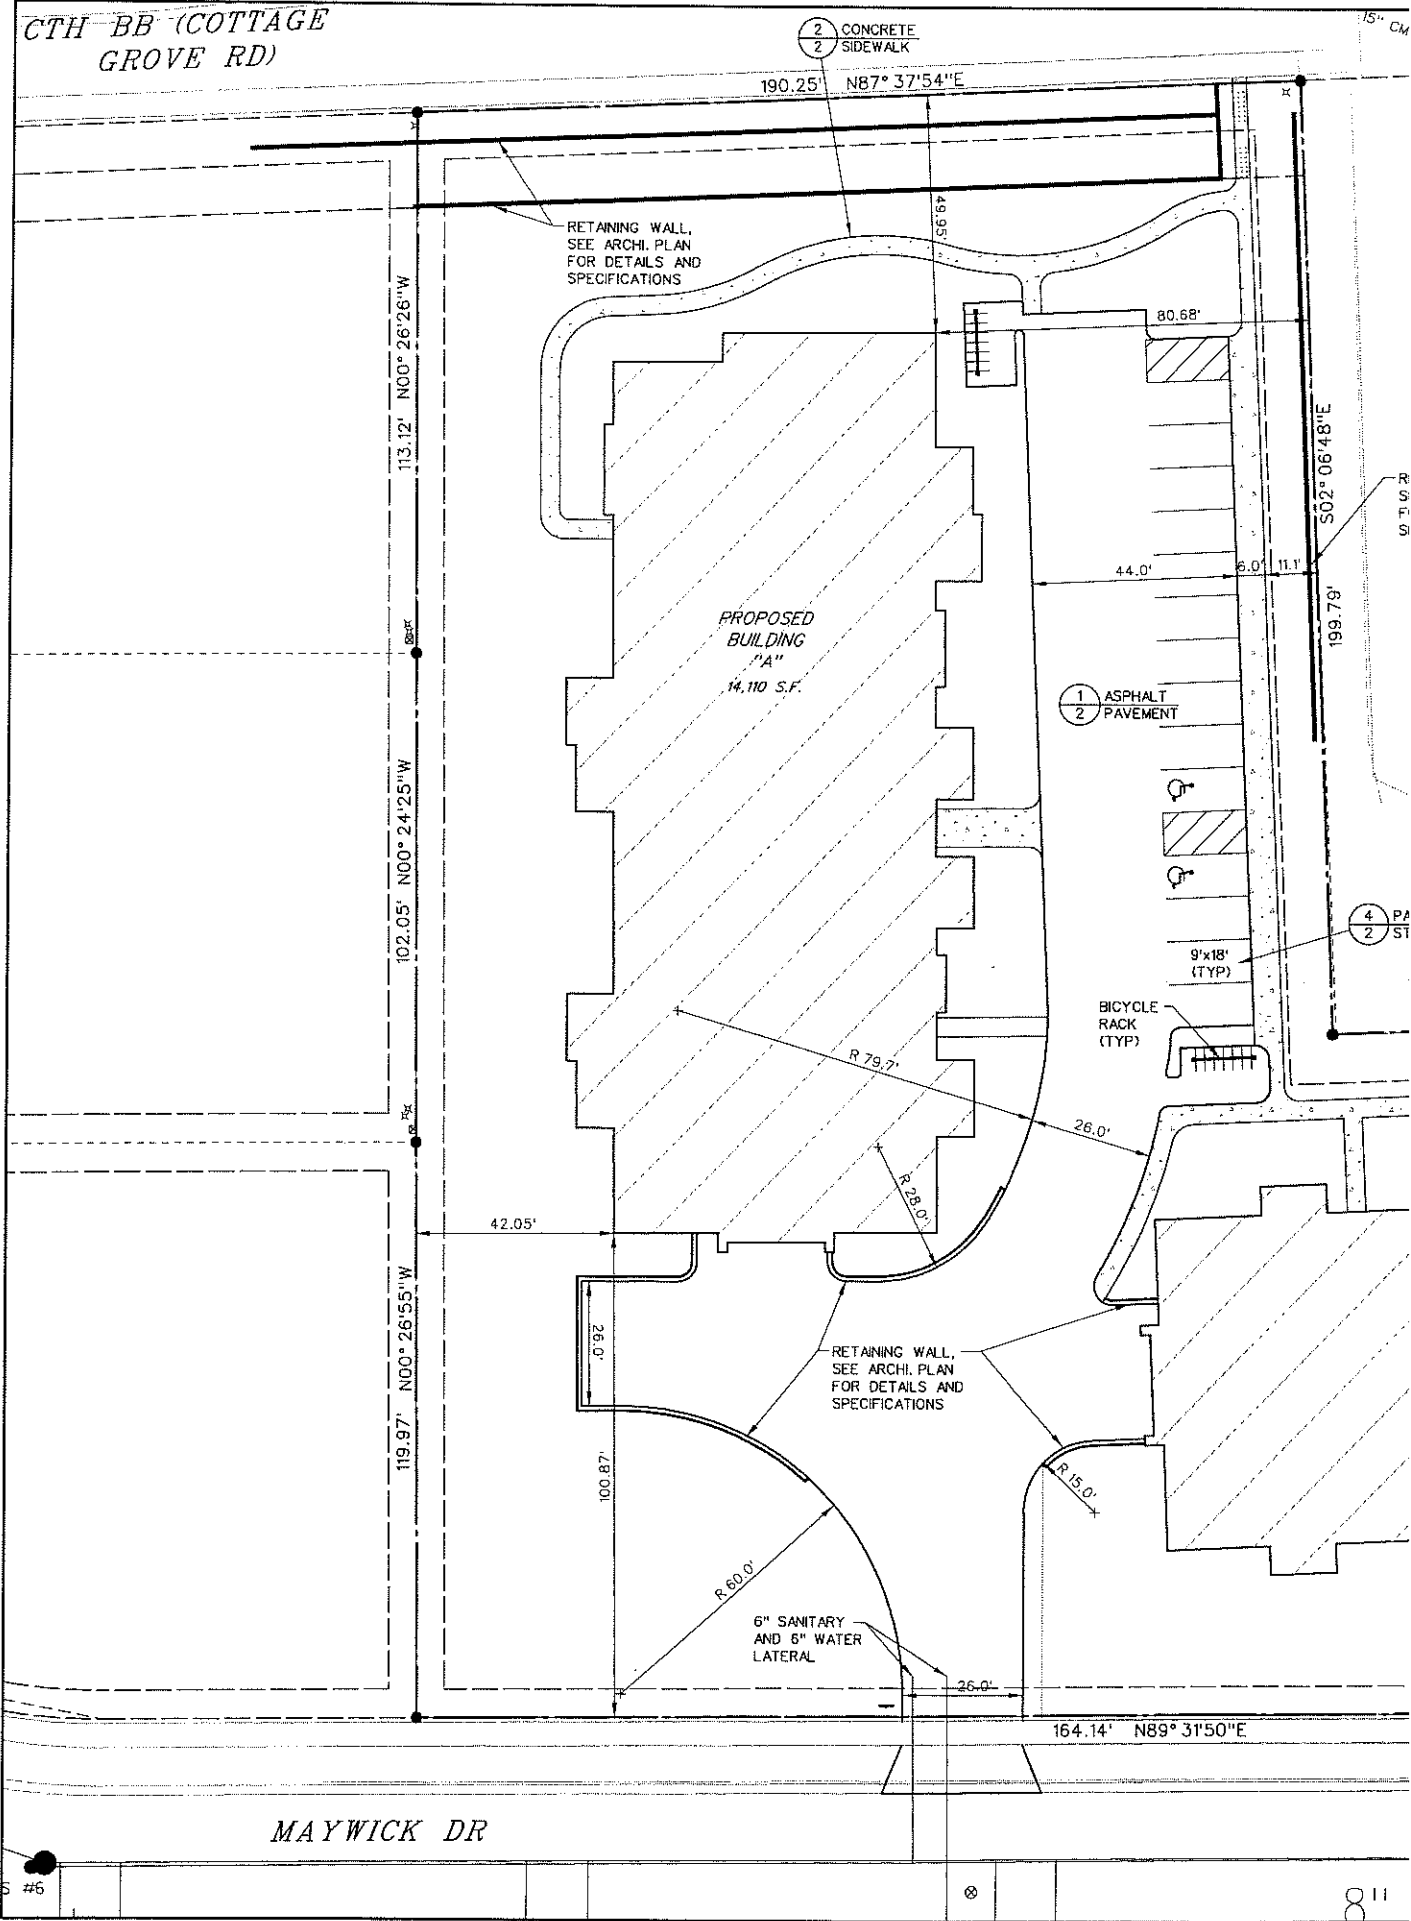 CTH BB (COTTAGE
GROVE RD)
2
2
CONCRETE
SIDEWALK
15" CM
190.25' N87° 37'54"E
RETAINING WALL,
SEE ARCHI. PLAN
FOR DETAILS AND
SPECIFICATIONS
49.95'
113.12' N00° 26'26"W
80.68'
S02° 06'48"E
199.79'
44.0'
6.0'
11.1'
PROPOSED
BUILDING
"A"
14,110 S.F.
1
2
ASPHALT
PAVEMENT
102.05' N00° 24'25"W
4
2
PA
ST
9'x18'
(TYP)
BICYCLE
RACK
(TYP)
R 79.7'
26.0'
R 28.0'
42.05'
119.97' N00° 26'55"W
26.0'
RETAINING WALL,
SEE ARCHI. PLAN
FOR DETAILS AND
SPECIFICATIONS
100.87'
R 15.0'
R 60.0'
6" SANITARY
AND 6" WATER
LATERAL
26.0'
164.14' N89° 31'50"E
MAYWICK DR
S #6